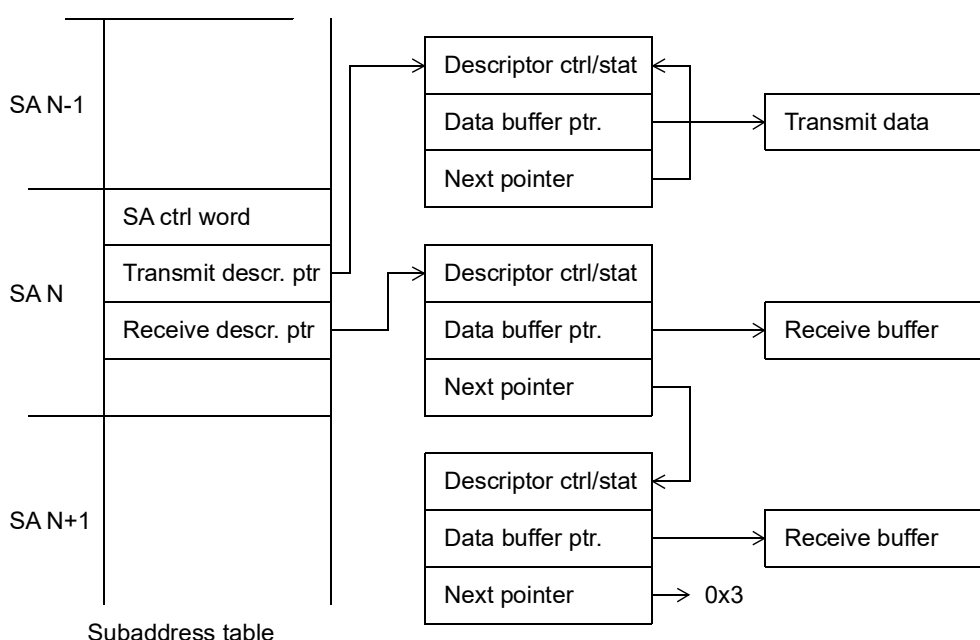 SA N-1
SA N
SA N+1
SA ctrl word
Transmit descr. ptr
Receive descr. ptr
Subaddress table
Descriptor ctrl/stat
Data buffer ptr.
Next pointer
Transmit data
Descriptor ctrl/stat
Data buffer ptr.
Next pointer
Receive buffer
Descriptor ctrl/stat
Data buffer ptr.
Next pointer
Receive buffer
0x3